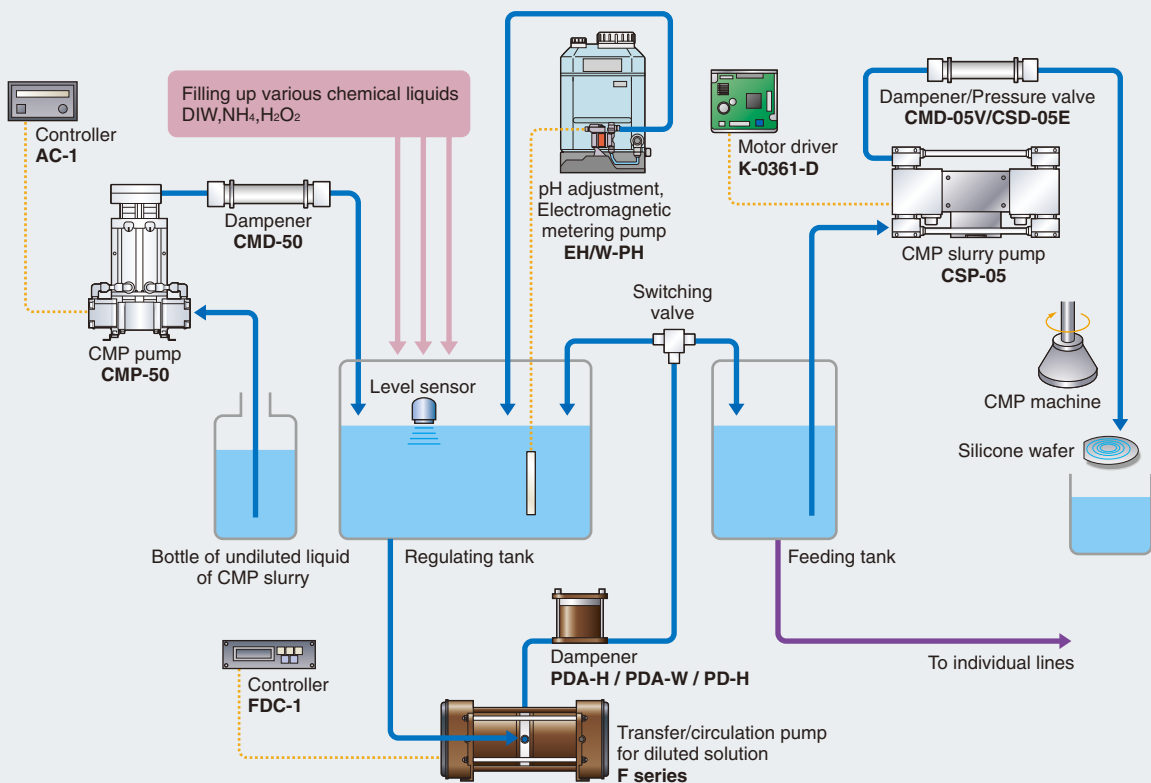 Controller
AC-1
Filling up various chemical liquids
DIW,NH₄,H₂O₂
Dampener
CMD-50
CMP pump
CMP-50
pH adjustment,
Electromagnetic
metering pump
EH/W-PH
Motor driver
K-0361-D
Dampener/Pressure valve
CMD-05V/CSD-05E
CMP slurry pump
CSP-05
Switching
valve
Level sensor
CMP machine
Silicone wafer
Bottle of undiluted liquid
of CMP slurry
Regulating tank
Feeding tank
Dampener
PDA-H / PDA-W / PD-H
To individual lines
Controller
FDC-1
Transfer/circulation pump
for diluted solution
F series